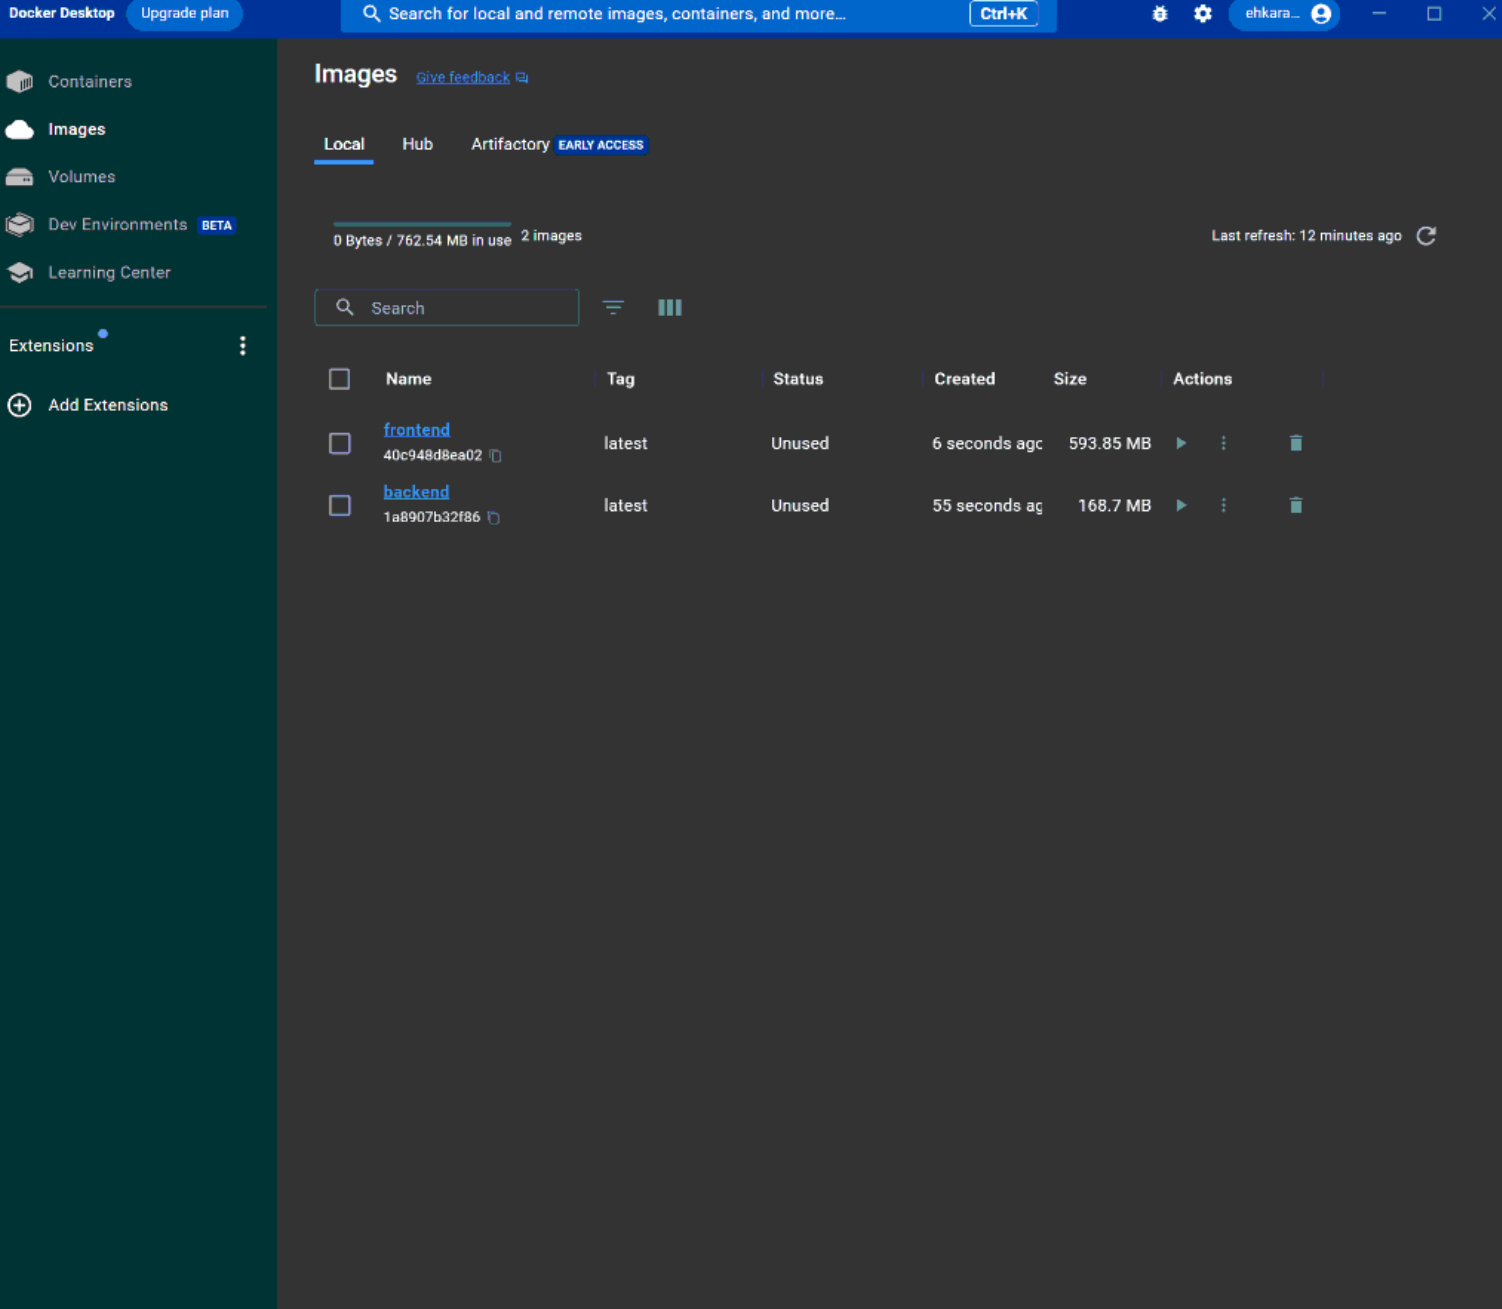 Docker Desktop Upgrade plan Search for local and remote images, containers, and more... Ctrl+K ehkara...
Containers
Images
Volumes
Dev Environments BETA
Learning Center
Extensions
Add Extensions
Images Give feedback
Local Hub Artifactory EARLY ACCESS
0 Bytes / 762.54 MB in use 2 images Last refresh: 12 minutes ago
Search
Name Tag Status Created Size Actions
frontend
40c948d8ea02 latest Unused 6 seconds ago 593.85 MB
backend
1a8907b32f86 latest Unused 55 seconds ag 168.7 MB